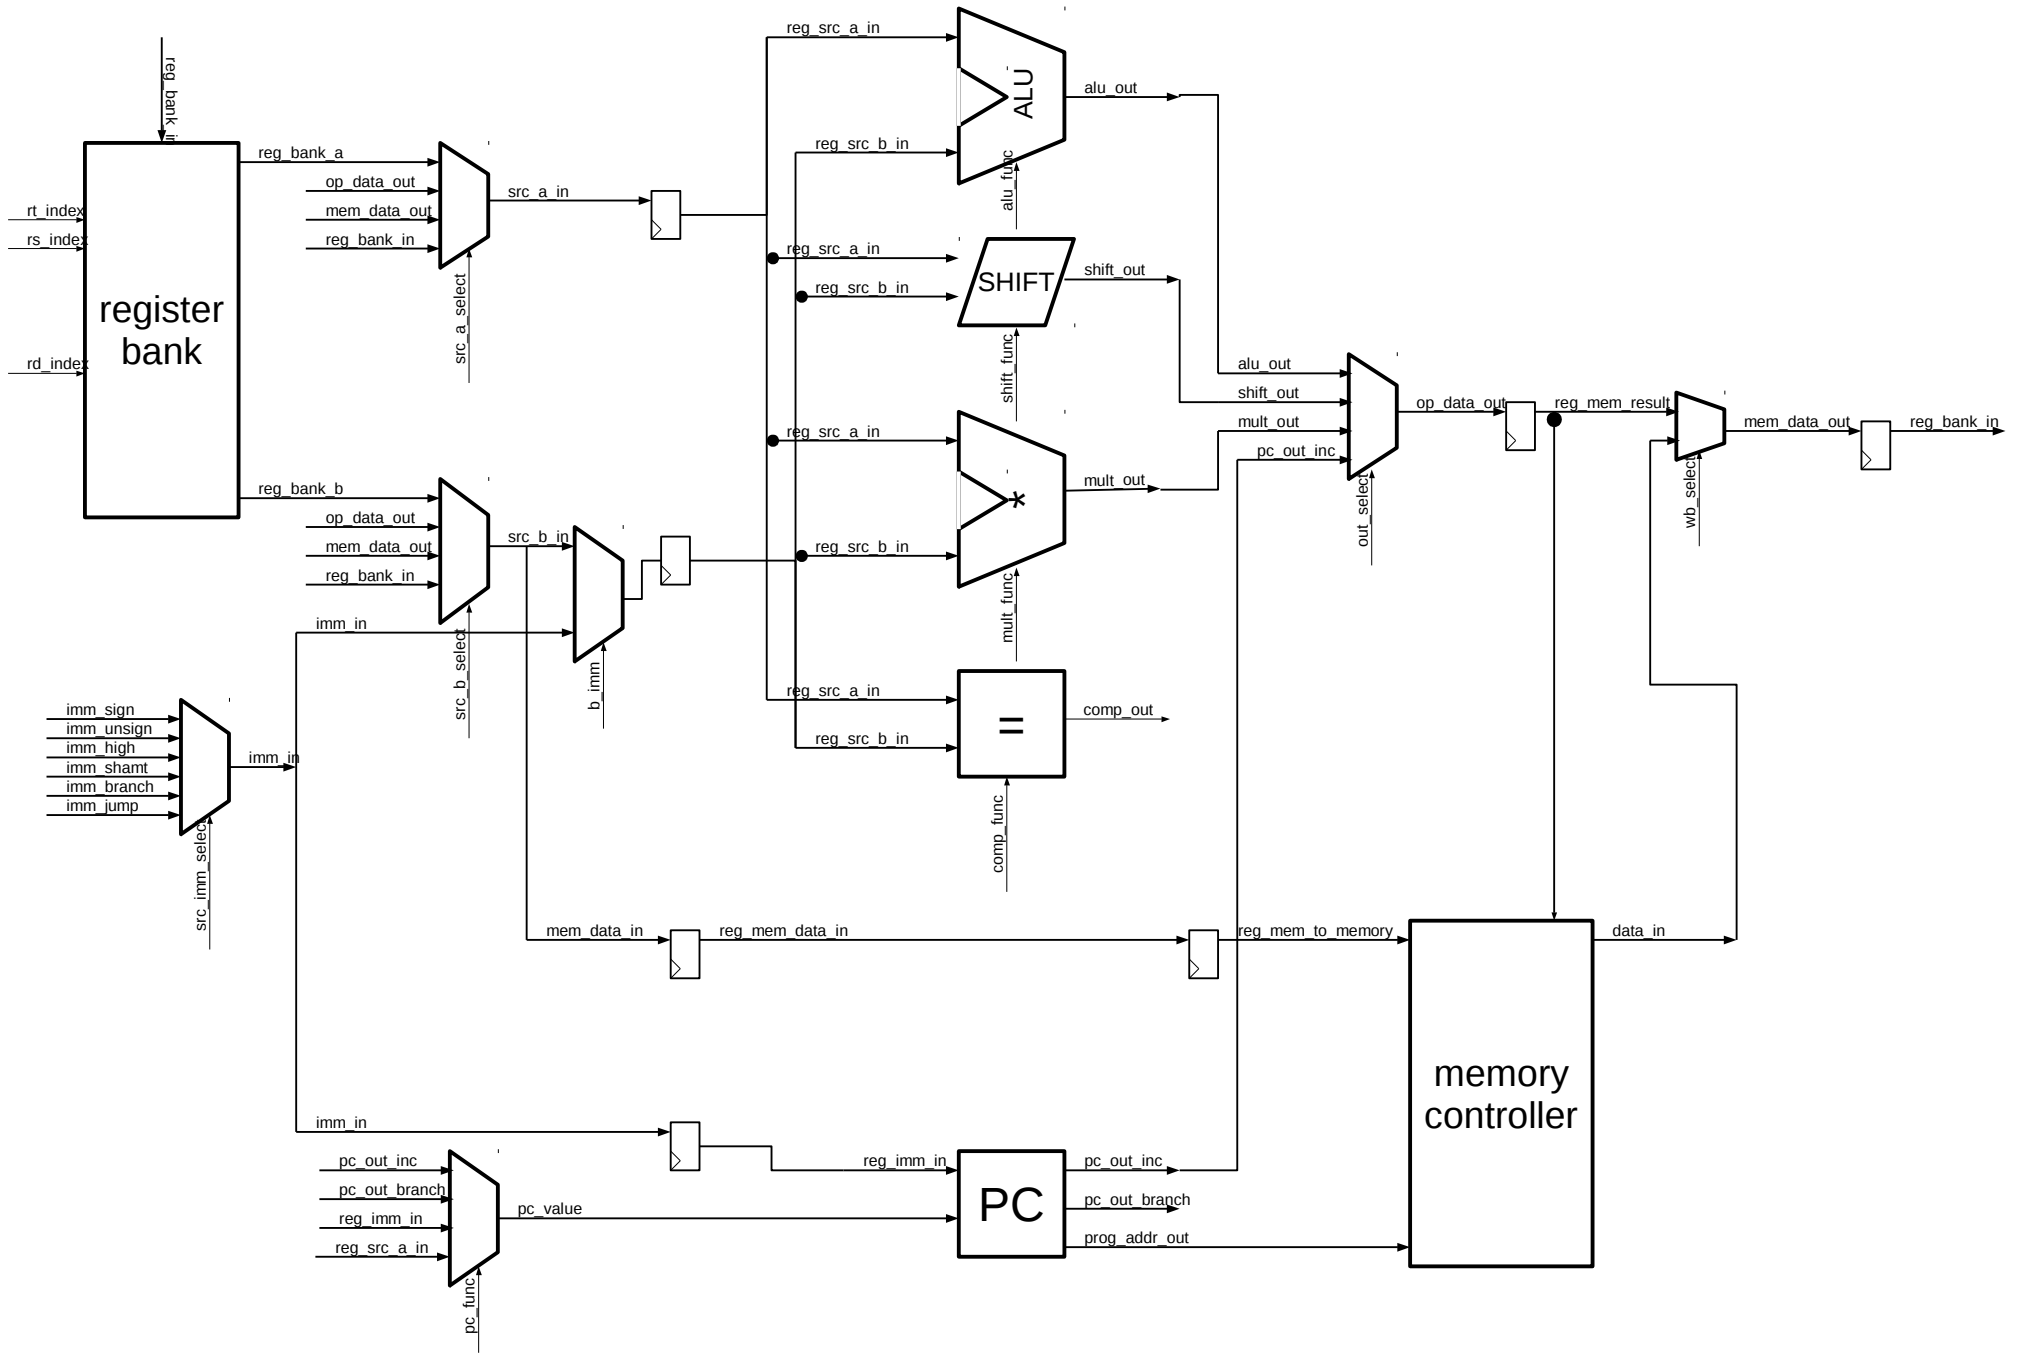 reg_src_a_in
reg_bank_in
ALU
alu_out
reg_src_b_in
alu_func
reg_bank_a
op_data_out
mem_data_out
reg_bank_in
src_a_in
src_a_select
rt_index
rs_index
rd_index
register
bank
reg_src_a_in
reg_src_b_in
SHIFT
shift_out
shift_func
alu_out
shift_out
mult_out
pc_out_inc
out_select
op_data_out
reg_mem_result
wb_select
mem_data_out
reg_bank_in
reg_src_a_in
*
mult_out
reg_src_b_in
mult_func
reg_bank_b
op_data_out
mem_data_out
reg_bank_in
src_b_in
imm_in
src_b_select
b_imm
reg_src_a_in
reg_src_b_in
=
comp_out
comp_func
imm_sign
imm_unsign
imm_high
imm_shamt
imm_branch
imm_jump
imm_in
src_imm_select
mem_data_in
reg_mem_data_in
reg_mem_to_memory
data_in
memory
controller
imm_in
reg_imm_in
pc_out_inc
pc_out_branch
reg_imm_in
reg_src_a_in
pc_value
pc_func
PC
pc_out_inc
pc_out_branch
prog_addr_out